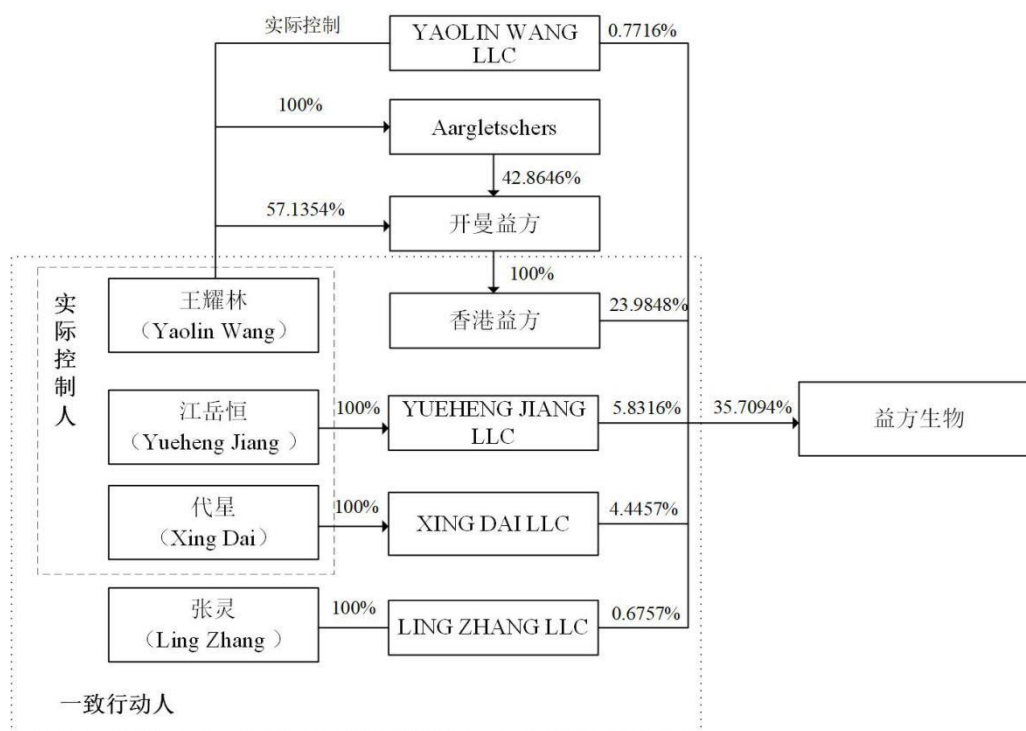 实际控制
YAOLIN WANG
LLC
0.7716%
100%
Aargletschers
42.8646%
57.1354%
开曼益方
100%
实际控制人
王耀林
（Yaolin Wang）
香港益方
23.9848%
江岳恒
（Yueheng Jiang ）
100%
YUEHENG JIANG
LLC
5.8316%
35.7094%
益方生物
代星
（Xing Dai）
100%
XING DAI LLC
4.4457%
张灵
（Ling Zhang ）
100%
LING ZHANG LLC
0.6757%
一致行动人